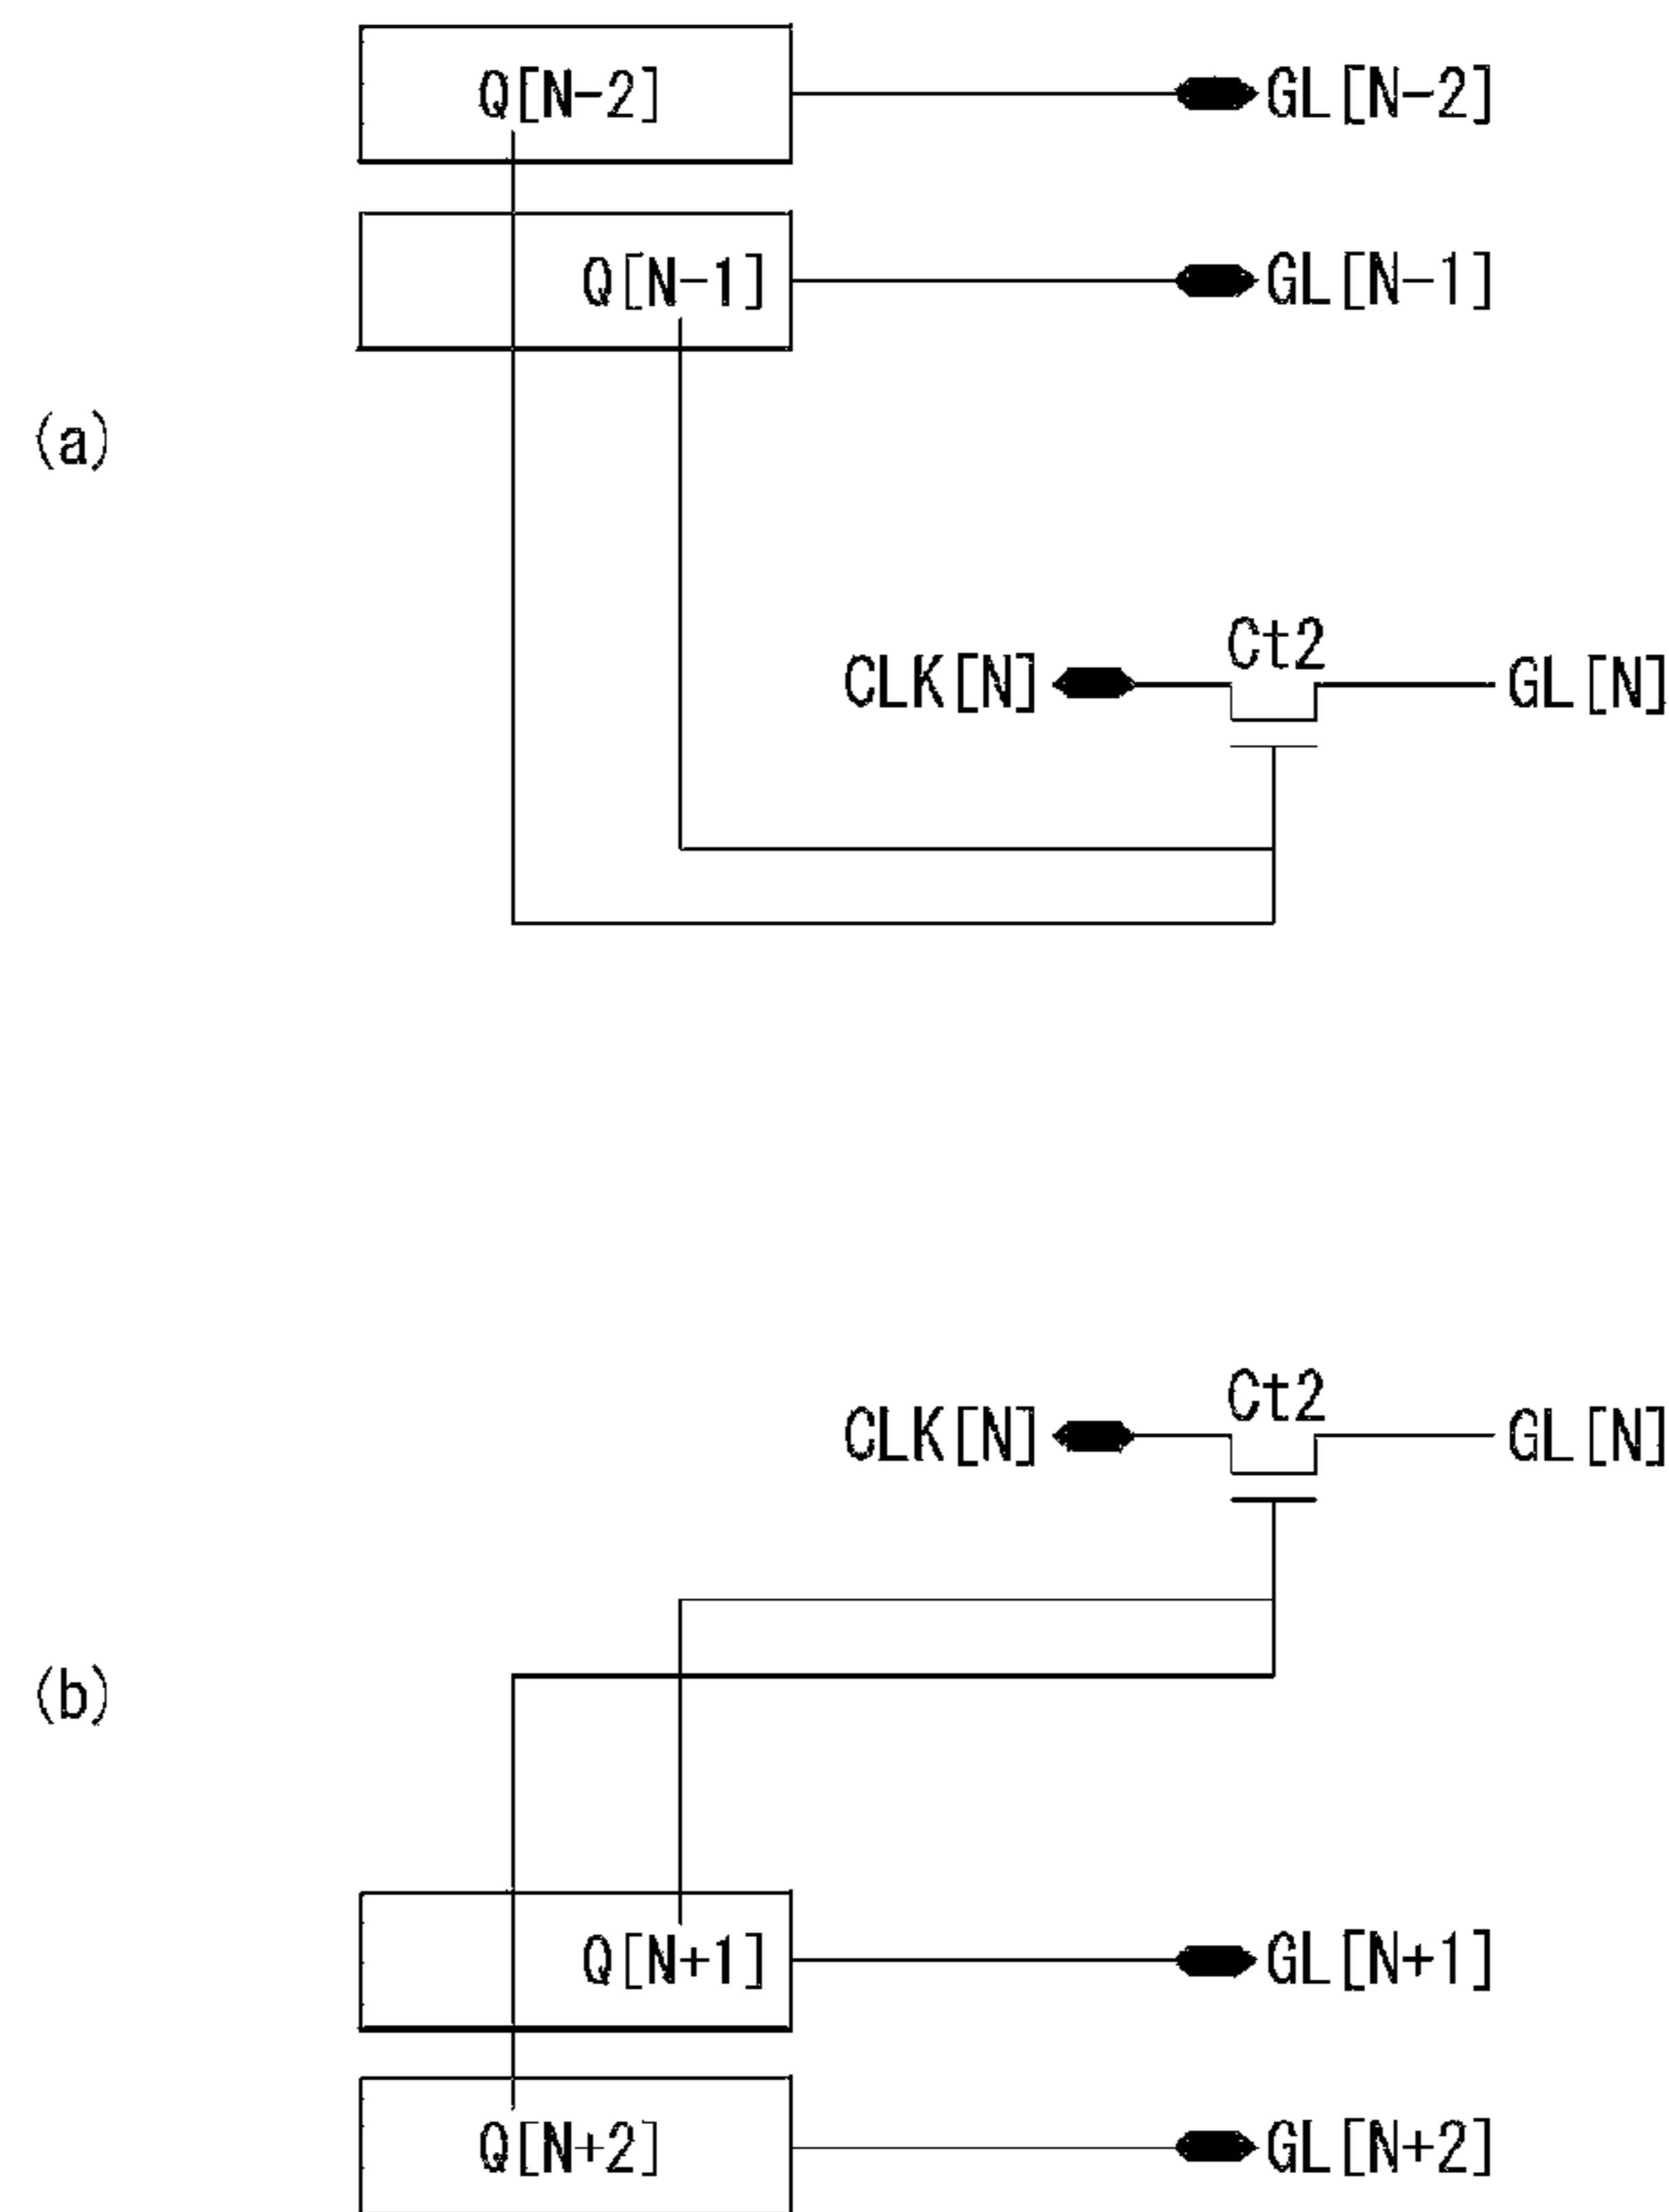 Q[N-2] GL[N-2]
Q[N-1] GL[N-1]
(a)
Ct2
CLK[N] GL[N]
Ct2
CLK[N] GL[N]
(b)
Q[N+1] GL[N+1]
Q[N+2] GL[N+2]